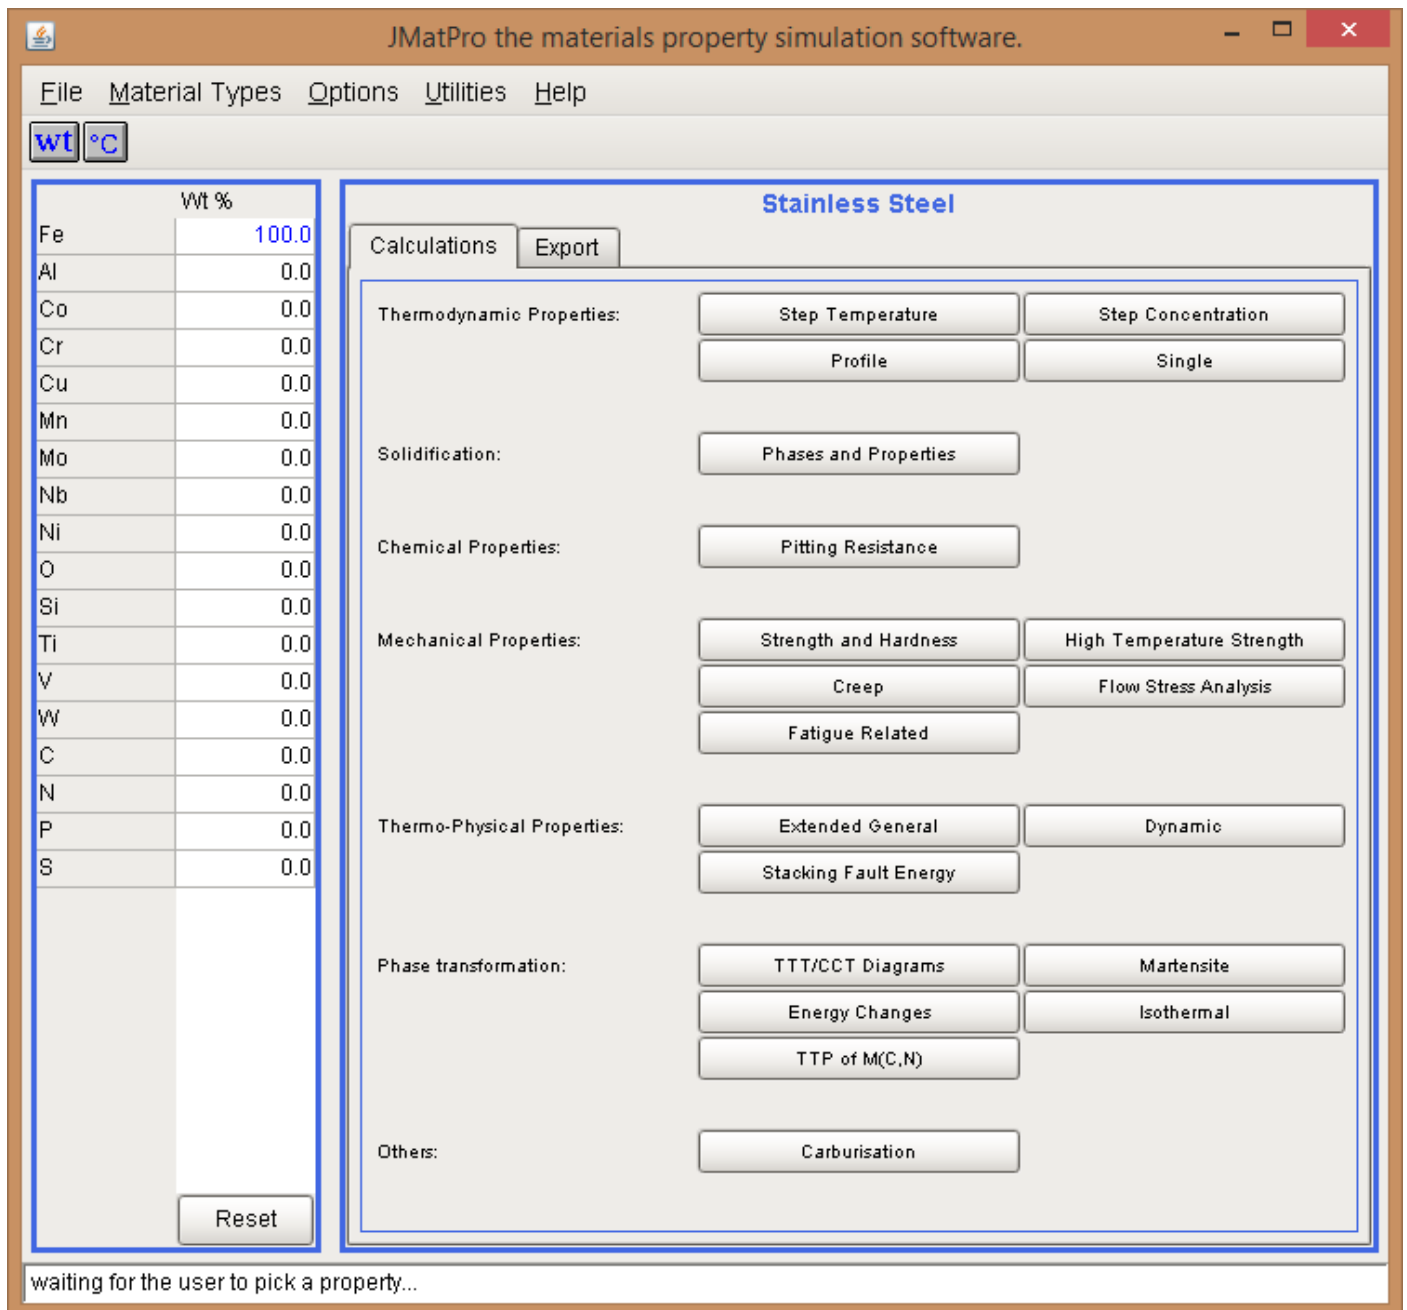 JMatPro the materials property simulation software.
File Material Types Options Utilities Help
wt °C
Wt %
Fe 100.0
Al 0.0
Co 0.0
Cr 0.0
Cu 0.0
Mn 0.0
Mo 0.0
Nb 0.0
Ni 0.0
O 0.0
Si 0.0
Ti 0.0
V 0.0
W 0.0
C 0.0
N 0.0
P 0.0
S 0.0
Reset
Stainless Steel
Calculations Export
Thermodynamic Properties: Step Temperature Step Concentration
Profile Single
Solidification: Phases and Properties
Chemical Properties: Pitting Resistance
Mechanical Properties: Strength and Hardness High Temperature Strength
Creep Flow Stress Analysis
Fatigue Related
Thermo-Physical Properties: Extended General Dynamic
Stacking Fault Energy
Phase transformation: TTT/CCT Diagrams Martensite
Energy Changes Isothermal
TTP of M(C,N)
Others: Carburisation
waiting for the user to pick a property...